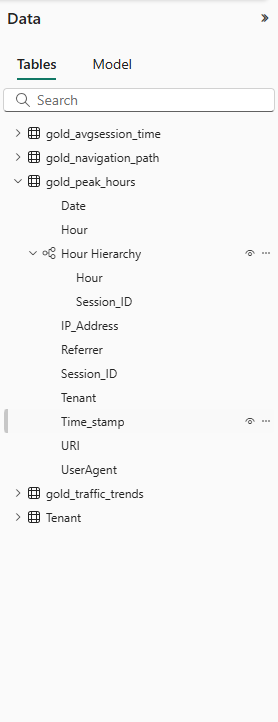 Data
Tables Model
Search
gold_avgsession_time
gold_navigation_path
gold_peak_hours
Date
Hour
Hour Hierarchy
Hour
Session_ID
IP_Address
Referrer
Session_ID
Tenant
Time_stamp
URI
UserAgent
gold_traffic_trends
Tenant